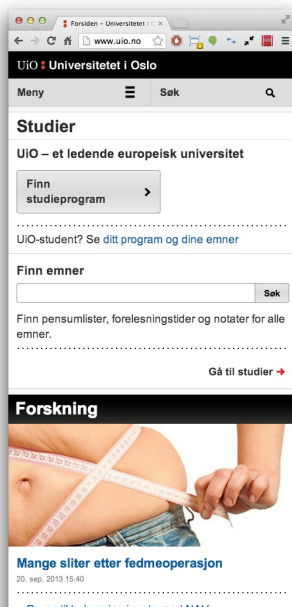 Forsiden - Universitetet i O
www.uio.no
UiO Universitetet i Oslo
Meny
Søk
Studier
UiO – et ledende europeisk universitet
Finn
studieprogram
UiO-student? Se ditt program og dine emner
Finn emner
Søk
Finn pensumlister, forelesningstider og notater for alle
emner.
Gå til studier
Forskning
Mange sliter etter fedmeoperasjon
20. sep. 2013 15:40